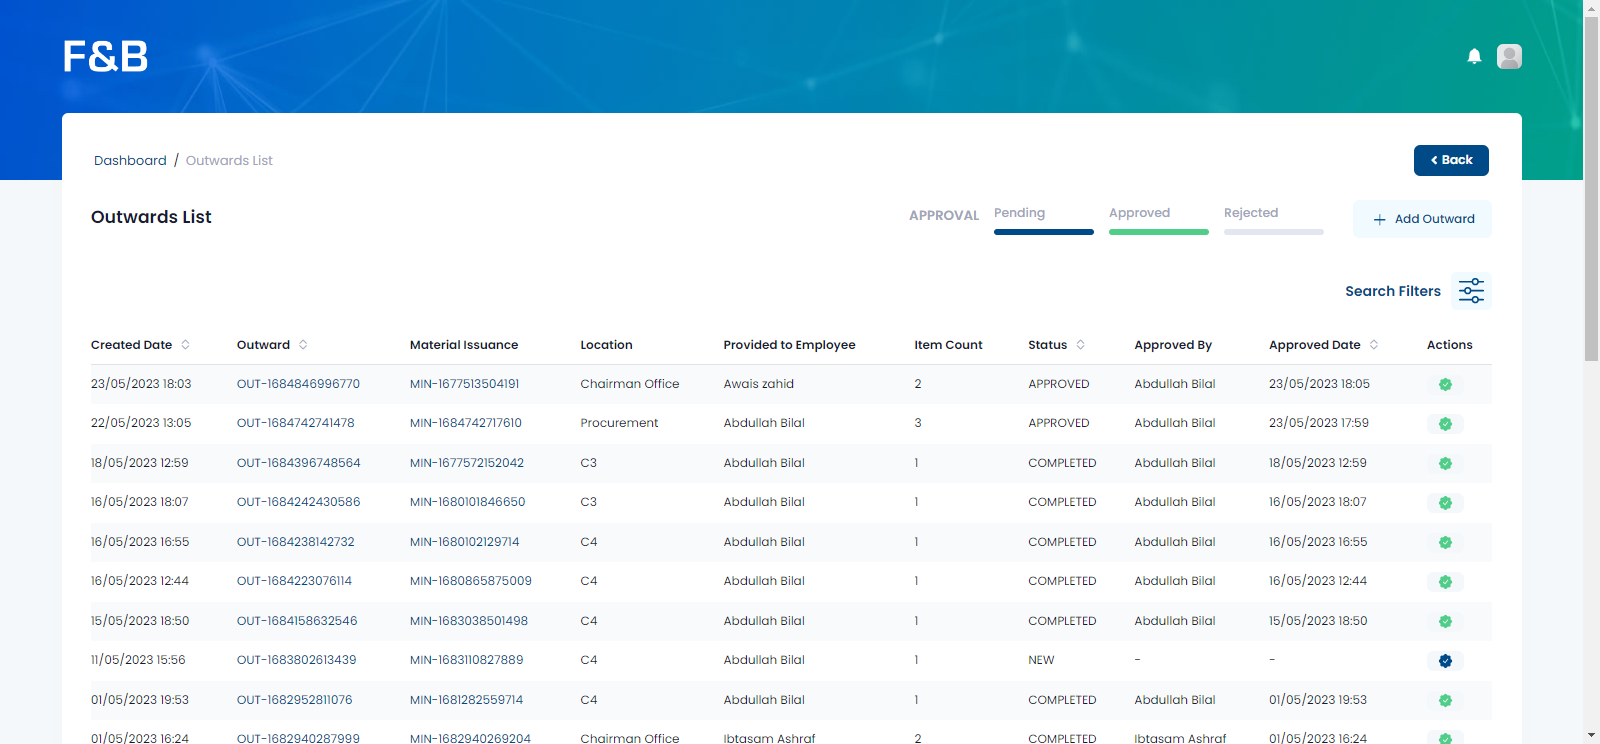 F&B
Dashboard / Outwards List
Back
Outwards List
APPROVAL Pending Approved Rejected
+ Add Outward
Search Filters
Created Date Outward Material Issuance Location Provided to Employee Item Count Status Approved By Approved Date Actions
23/05/2023 18:03 OUT-1684846996770 MIN-1677513504191 Chairman Office Awais zahid 2 APPROVED Abdullah Bilal 23/05/2023 18:05
22/05/2023 13:05 OUT-1684742741478 MIN-1684742717610 Procurement Abdullah Bilal 3 APPROVED Abdullah Bilal 23/05/2023 17:59
18/05/2023 12:59 OUT-1684396748564 MIN-1677572152042 C3 Abdullah Bilal 1 COMPLETED Abdullah Bilal 18/05/2023 12:59
16/05/2023 18:07 OUT-1684242430586 MIN-1680101846650 C3 Abdullah Bilal 1 COMPLETED Abdullah Bilal 16/05/2023 18:07
16/05/2023 16:55 OUT-1684238142732 MIN-1680102129714 C4 Abdullah Bilal 1 COMPLETED Abdullah Bilal 16/05/2023 16:55
16/05/2023 12:44 OUT-1684223076114 MIN-1680865875009 C4 Abdullah Bilal 1 COMPLETED Abdullah Bilal 16/05/2023 12:44
15/05/2023 18:50 OUT-1684158632546 MIN-1683038501498 C4 Abdullah Bilal 1 COMPLETED Abdullah Bilal 15/05/2023 18:50
11/05/2023 15:56 OUT-1683802613439 MIN-1683110827889 C4 Abdullah Bilal 1 NEW - -
01/05/2023 19:53 OUT-1682952811076 MIN-1681282559714 C4 Abdullah Bilal 1 COMPLETED Abdullah Bilal 01/05/2023 19:53
01/05/2023 16:24 OUT-1682940287999 MIN-1682940269204 Chairman Office Ibtasam Ashraf 2 COMPLETED Ibtasam Ashraf 01/05/2023 16:24